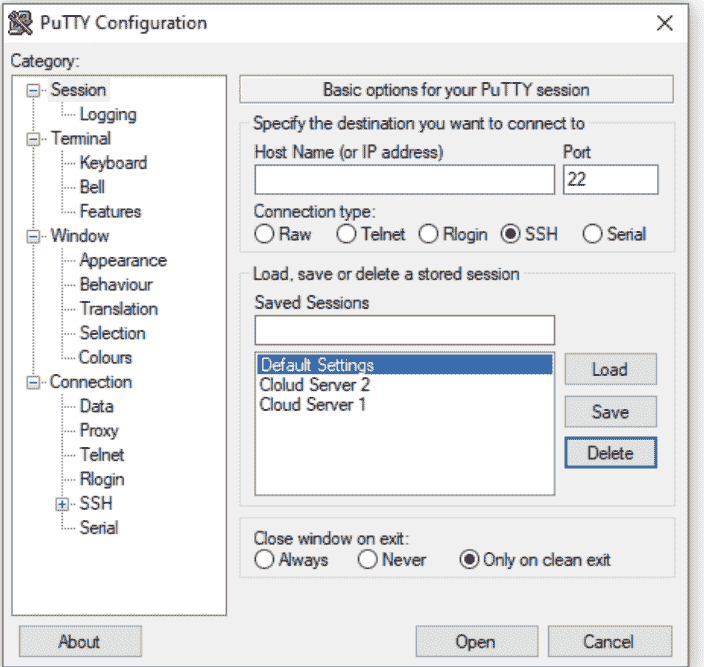 PuTTY Configuration
Category:
Session
Logging
Terminal
Keyboard
Bell
Features
Window
Appearance
Behaviour
Translation
Selection
Colours
Connection
Data
Proxy
Telnet
Rlogin
SSH
Serial
Basic options for your PuTTY session
Specify the destination you want to connect to
Host Name (or IP address) Port
22
Connection type:
Raw Telnet Rlogin SSH Serial
Load, save or delete a stored session
Saved Sessions
Default Settings
Clolud Server 2
Cloud Server 1
Load
Save
Delete
Close window on exit:
Always Never Only on clean exit
About Open Cancel